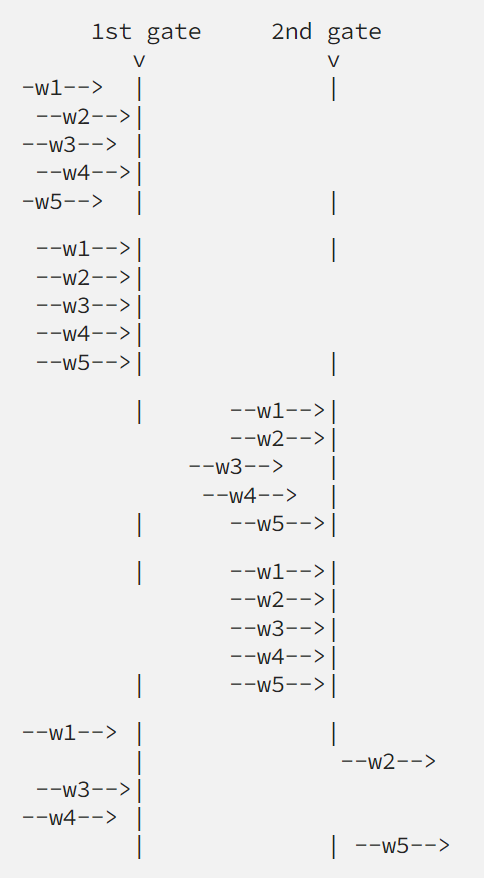 1st gate     2nd gate
        v             v
-w1-->  |             |
 --w2-->|
--w3--> |
 --w4-->|
-w5-->  |             |

 --w1-->|             |
 --w2-->|
 --w3-->|
 --w4-->|
 --w5-->|             |

        |      --w1-->|
               --w2-->|
            --w3-->   |
             --w4-->  |
        |      --w5-->|

        |      --w1-->|
               --w2-->|
               --w3-->|
               --w4-->|
        |      --w5-->|

--w1--> |             |
        |              --w2-->
 --w3-->|
--w4--> |
        |             | --w5-->